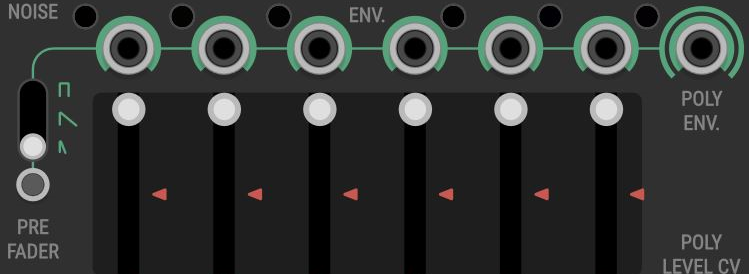 NOISE
ENV.
POLY
ENV.
PRE
FADER
POLY
LEVEL CV